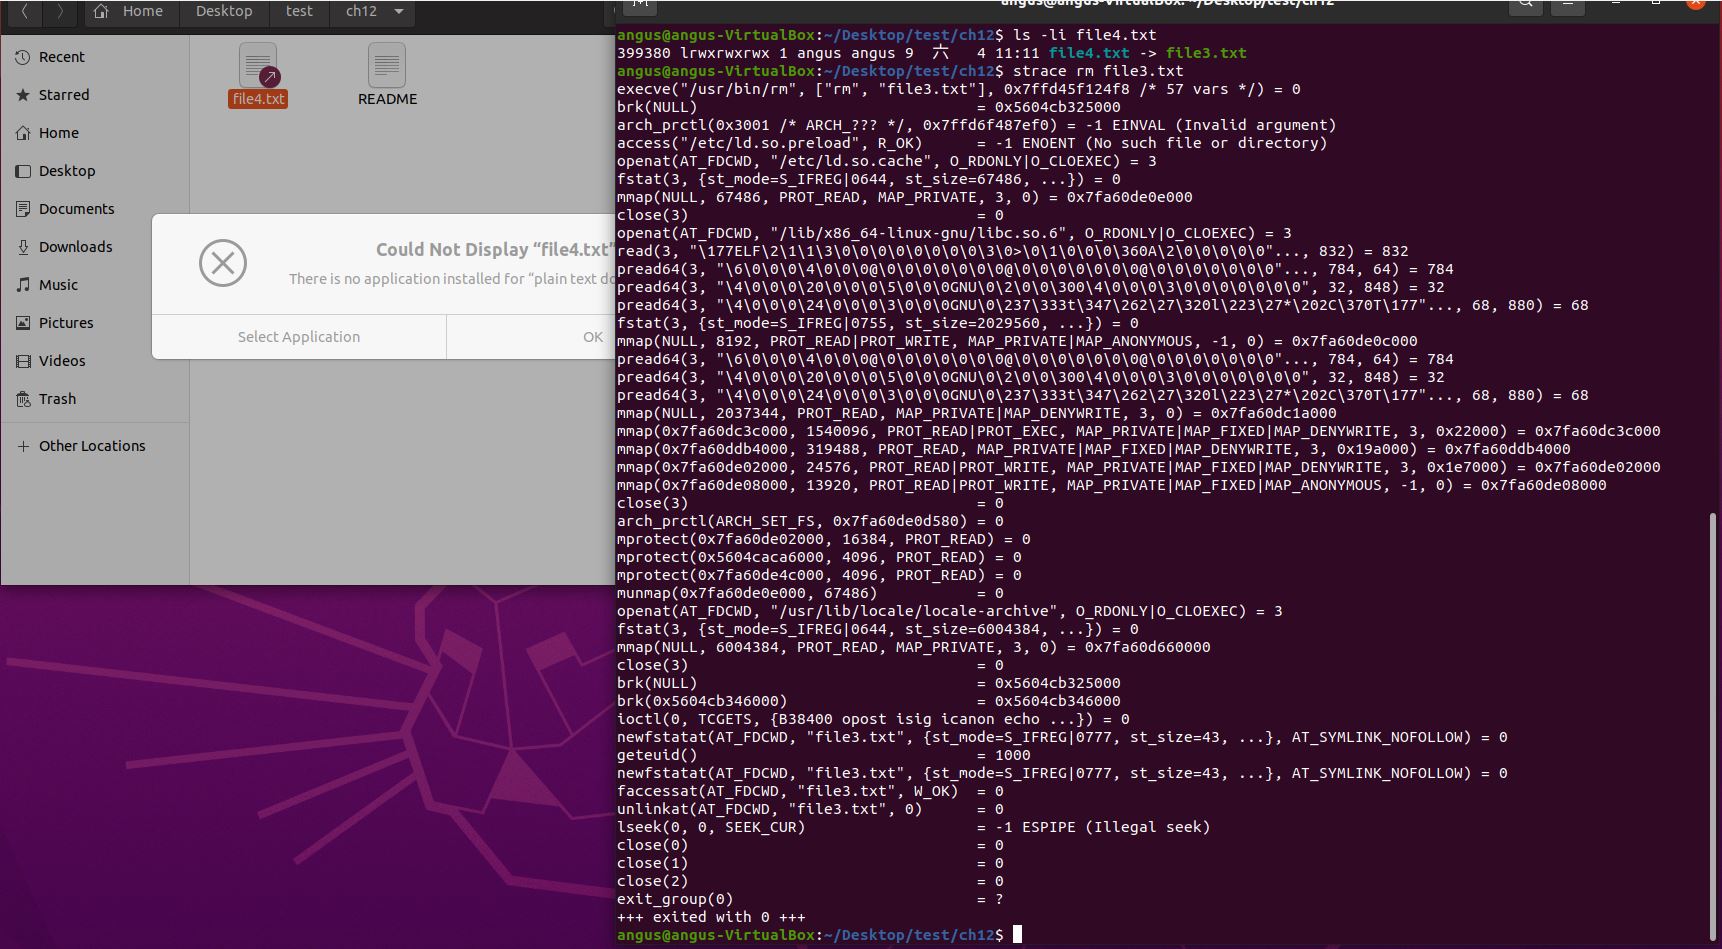 Home Desktop test ch12
angus@angus-VirtualBox: ~/Desktop/test/ch12
Recent
Starred
Home
Desktop
Documents
Downloads
Music
Pictures
Videos
Trash
Other Locations
file4.txt
README
Could Not Display “file4.txt”
There is no application installed for “plain text do
Select Application
OK
angus@angus-VirtualBox:~/Desktop/test/ch12$ ls -li file4.txt
399380 lrwxrwxrwx 1 angus angus 9 六 4 11:11 file4.txt -> file3.txt
angus@angus-VirtualBox:~/Desktop/test/ch12$ strace rm file3.txt
execve("/usr/bin/rm", ["rm", "file3.txt"], 0x7ffd45f124f8 /* 57 vars */) = 0
brk(NULL) = 0x5604cb325000
arch_prctl(0x3001 /* ARCH_??? */, 0x7ffd6f487ef0) = -1 EINVAL (Invalid argument)
access("/etc/ld.so.preload", R_OK) = -1 ENOENT (No such file or directory)
openat(AT_FDCWD, "/etc/ld.so.cache", O_RDONLY|O_CLOEXEC) = 3
fstat(3, {st_mode=S_IFREG|0644, st_size=67486, ...}) = 0
mmap(NULL, 67486, PROT_READ, MAP_PRIVATE, 3, 0) = 0x7fa60de0e000
close(3) = 0
openat(AT_FDCWD, "/lib/x86_64-linux-gnu/libc.so.6", O_RDONLY|O_CLOEXEC) = 3
read(3, "\177ELF\2\1\1\3\0\0\0\0\0\0\0\0\3\0>\0\1\0\0\0\360A\2\0\0\0\0\0"..., 832) = 832
pread64(3, "\6\0\0\0\4\0\0\0@\0\0\0\0\0\0\0@\0\0\0\0\0\0\0@\0\0\0\0\0\0\0"..., 784, 64) = 784
pread64(3, "\4\0\0\0\20\0\0\0\5\0\0\0GNU\0\2\0\0\300\4\0\0\0\3\0\0\0\0\0\0\0", 32, 848) = 32
pread64(3, "\4\0\0\0\24\0\0\0\3\0\0\0GNU\0\237\333t\347\262\27\320l\223\27*\202C\370T\177"..., 68, 880) = 68
fstat(3, {st_mode=S_IFREG|0755, st_size=2029560, ...}) = 0
mmap(NULL, 8192, PROT_READ|PROT_WRITE, MAP_PRIVATE|MAP_ANONYMOUS, -1, 0) = 0x7fa60de0c000
pread64(3, "\6\0\0\0\4\0\0\0@\0\0\0\0\0\0\0@\0\0\0\0\0\0\0@\0\0\0\0\0\0\0"..., 784, 64) = 784
pread64(3, "\4\0\0\0\20\0\0\0\5\0\0\0GNU\0\2\0\0\300\4\0\0\0\3\0\0\0\0\0\0\0", 32, 848) = 32
pread64(3, "\4\0\0\0\24\0\0\0\3\0\0\0GNU\0\237\333t\347\262\27\320l\223\27*\202C\370T\177"..., 68, 880) = 68
mmap(NULL, 2037344, PROT_READ, MAP_PRIVATE|MAP_DENYWRITE, 3, 0) = 0x7fa60dc1a000
mmap(0x7fa60dc3c000, 1540096, PROT_READ|PROT_EXEC, MAP_PRIVATE|MAP_FIXED|MAP_DENYWRITE, 3, 0x22000) = 0x7fa60dc3c000
mmap(0x7fa60ddb4000, 319488, PROT_READ, MAP_PRIVATE|MAP_FIXED|MAP_DENYWRITE, 3, 0x19a000) = 0x7fa60ddb4000
mmap(0x7fa60de02000, 24576, PROT_READ|PROT_WRITE, MAP_PRIVATE|MAP_FIXED|MAP_DENYWRITE, 3, 0x1e7000) = 0x7fa60de02000
mmap(0x7fa60de08000, 13920, PROT_READ|PROT_WRITE, MAP_PRIVATE|MAP_FIXED|MAP_ANONYMOUS, -1, 0) = 0x7fa60de08000
close(3) = 0
arch_prctl(ARCH_SET_FS, 0x7fa60de0d580) = 0
mprotect(0x7fa60de02000, 16384, PROT_READ) = 0
mprotect(0x5604caca6000, 4096, PROT_READ) = 0
mprotect(0x7fa60de4c000, 4096, PROT_READ) = 0
munmap(0x7fa60de0e000, 67486) = 0
openat(AT_FDCWD, "/usr/lib/locale/locale-archive", O_RDONLY|O_CLOEXEC) = 3
fstat(3, {st_mode=S_IFREG|0644, st_size=6004384, ...}) = 0
mmap(NULL, 6004384, PROT_READ, MAP_PRIVATE, 3, 0) = 0x7fa60d660000
close(3) = 0
brk(NULL) = 0x5604cb325000
brk(0x5604cb346000) = 0x5604cb346000
ioctl(0, TCGETS, {B38400 opost isig icanon echo ...}) = 0
newfstatat(AT_FDCWD, "file3.txt", {st_mode=S_IFREG|0777, st_size=43, ...}, AT_SYMLINK_NOFOLLOW) = 0
geteuid() = 1000
newfstatat(AT_FDCWD, "file3.txt", {st_mode=S_IFREG|0777, st_size=43, ...}, AT_SYMLINK_NOFOLLOW) = 0
faccessat(AT_FDCWD, "file3.txt", W_OK) = 0
unlinkat(AT_FDCWD, "file3.txt", 0) = 0
lseek(0, 0, SEEK_CUR) = -1 ESPIPE (Illegal seek)
close(0) = 0
close(1) = 0
close(2) = 0
exit_group(0) = ?
+++ exited with 0 +++
angus@angus-VirtualBox:~/Desktop/test/ch12$